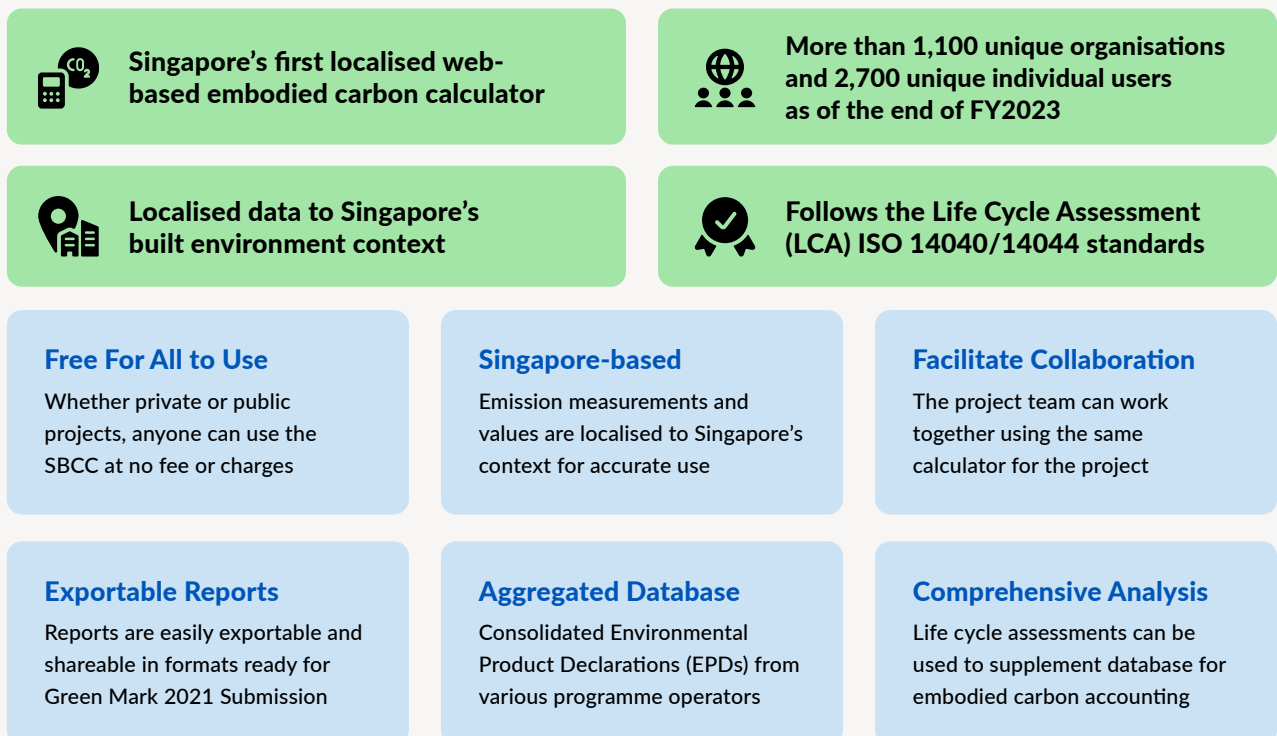 CO2
Singapore's first localised web-
based embodied carbon calculator
More than 1,100 unique organisations
and 2,700 unique individual users
as of the end of FY2023
Localised data to Singapore's
built environment context
Follows the Life Cycle Assessment
(LCA) ISO 14040/14044 standards
Free For All to Use
Whether private or public
projects, anyone can use the
SBCC at no fee or charges
Singapore-based
Emission measurements and
values are localised to Singapore's
context for accurate use
Facilitate Collaboration
The project team can work
together using the same
calculator for the project
Exportable Reports
Reports are easily exportable and
shareable in formats ready for
Green Mark 2021 Submission
Aggregated Database
Consolidated Environmental
Product Declarations (EPDs) from
various programme operators
Comprehensive Analysis
Life cycle assessments can be
used to supplement database for
embodied carbon accounting